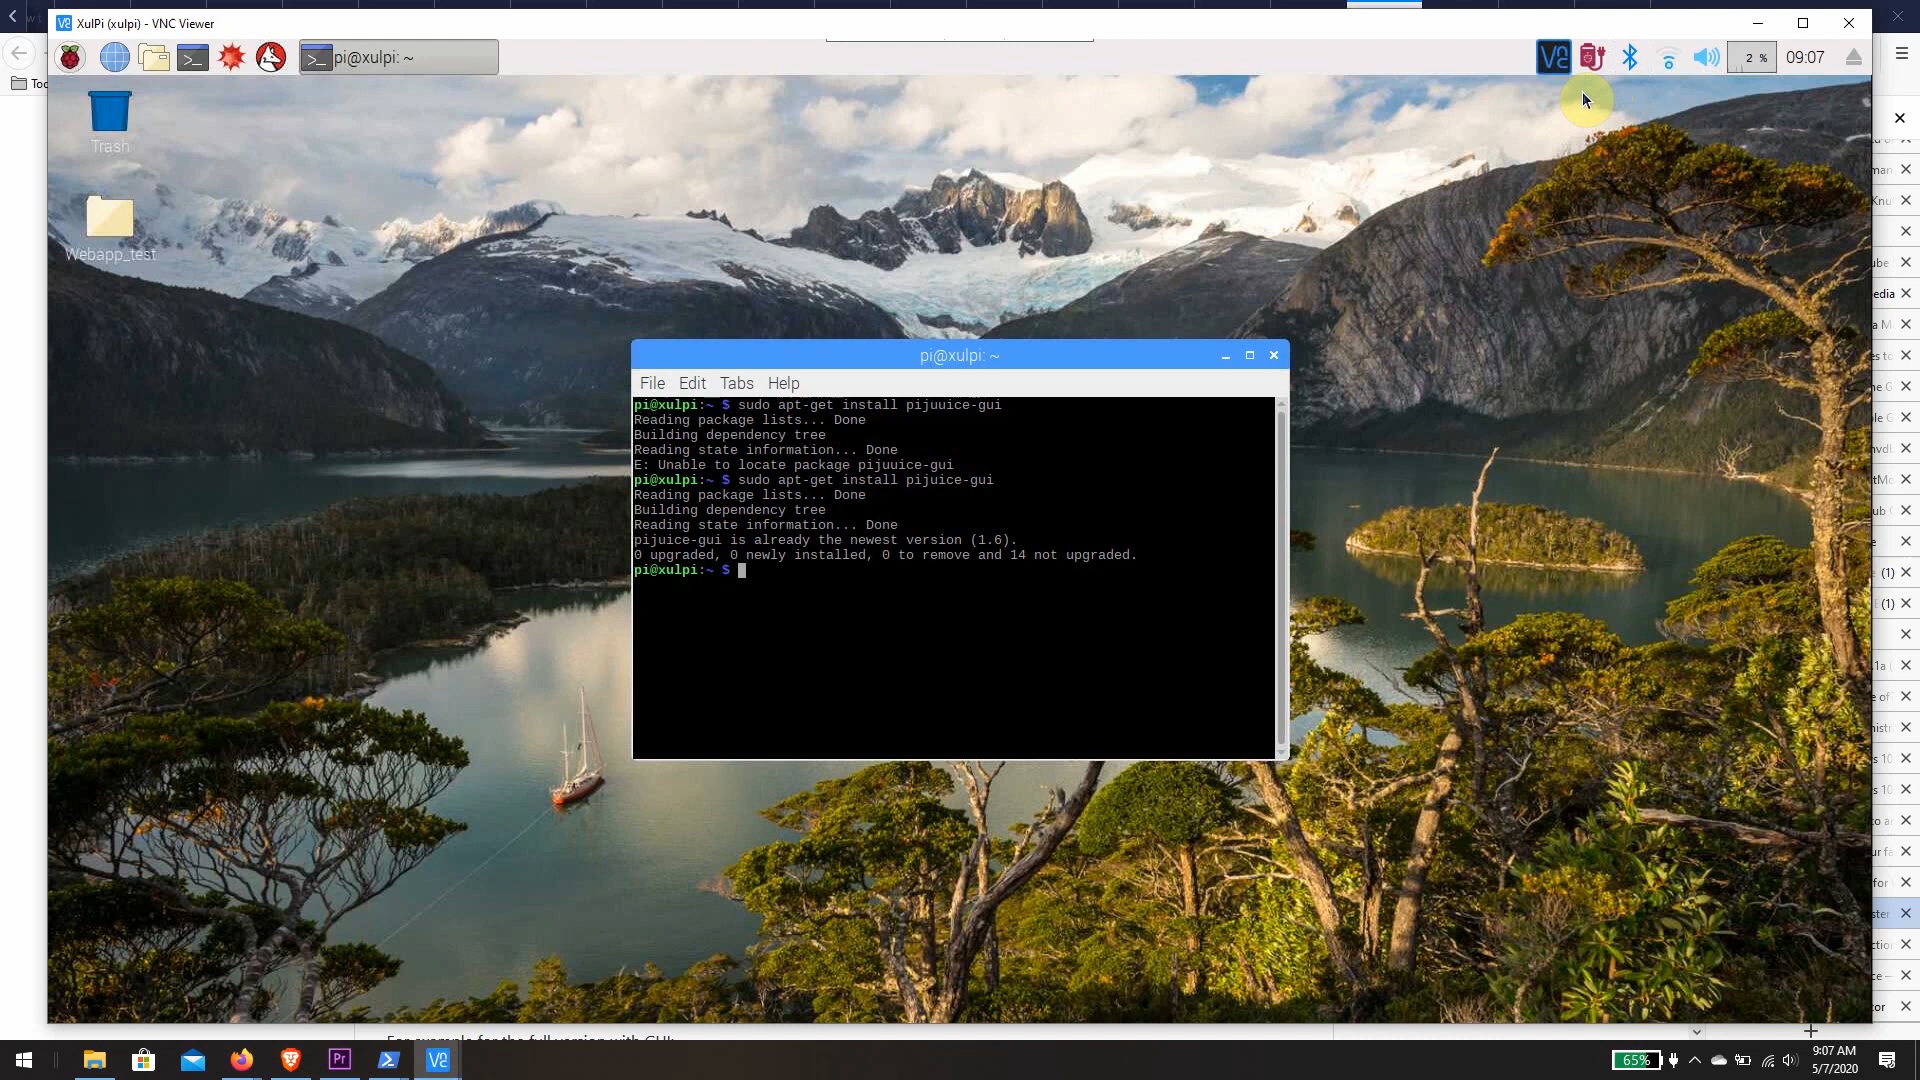 XulPi (xulpi) - VNC Viewer
pi@xulpi: ~
2 %
09:07
Trash
Webapp_test
pi@xulpi: ~
File Edit Tabs Help
pi@xulpi:~ $ sudo apt-get install pijuuice-gui
Reading package lists... Done
Building dependency tree
Reading state information... Done
E: Unable to locate package pijuuice-gui
pi@xulpi:~ $ sudo apt-get install pijuice-gui
Reading package lists... Done
Building dependency tree
Reading state information... Done
pijuice-gui is already the newest version (1.6).
0 upgraded, 0 newly installed, 0 to remove and 14 not upgraded.
pi@xulpi:~ $
(1)
(1)
65%
9:07 AM
5/7/2020